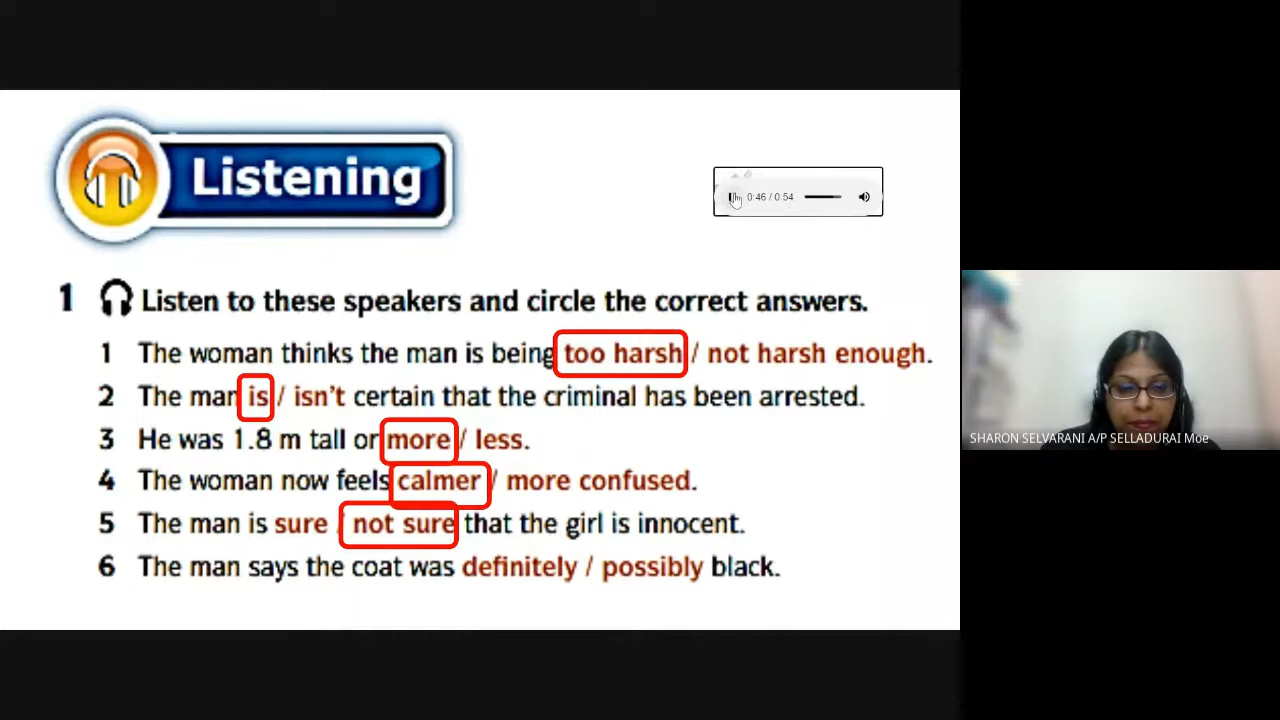 Listening
0:46 / 0:54
1 Listen to these speakers and circle the correct answers.
1 The woman thinks the man is being too harsh / not harsh enough.
2 The man is / isn't certain that the criminal has been arrested.
3 He was 1.8 m tall or more / less.
4 The woman now feels calmer / more confused.
5 The man is sure / not sure that the girl is innocent.
6 The man says the coat was definitely / possibly black.
SHARON SELVARANI A/P SELLADURAI Moe